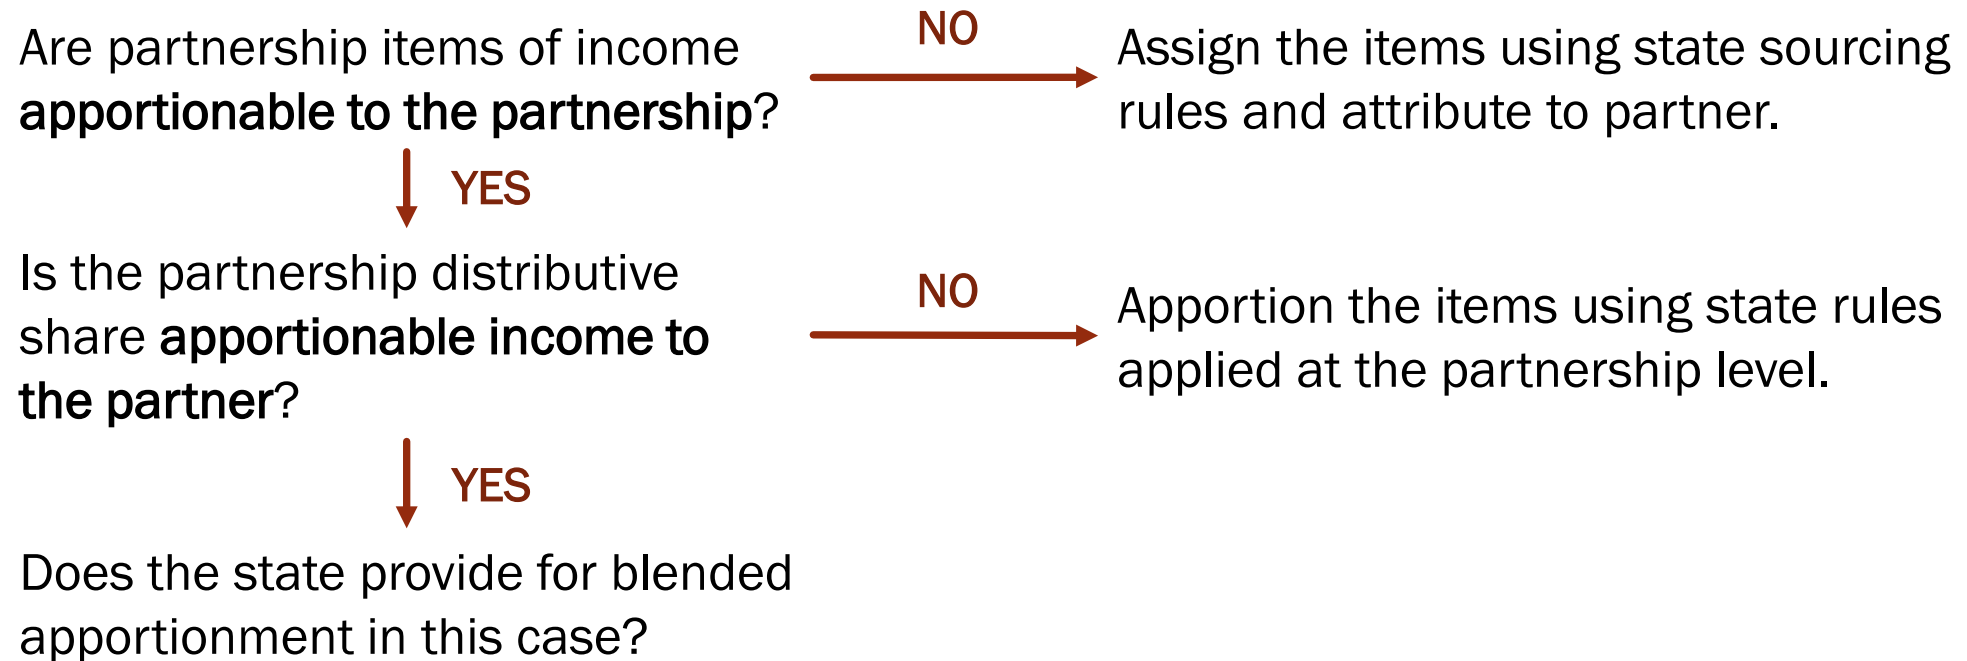 Are partnership items of income
apportionable to the partnership?
NO
Assign the items using state sourcing
rules and attribute to partner.
YES
Is the partnership distributive
share apportionable income to
the partner?
NO
Apportion the items using state rules
applied at the partnership level.
YES
Does the state provide for blended
apportionment in this case?